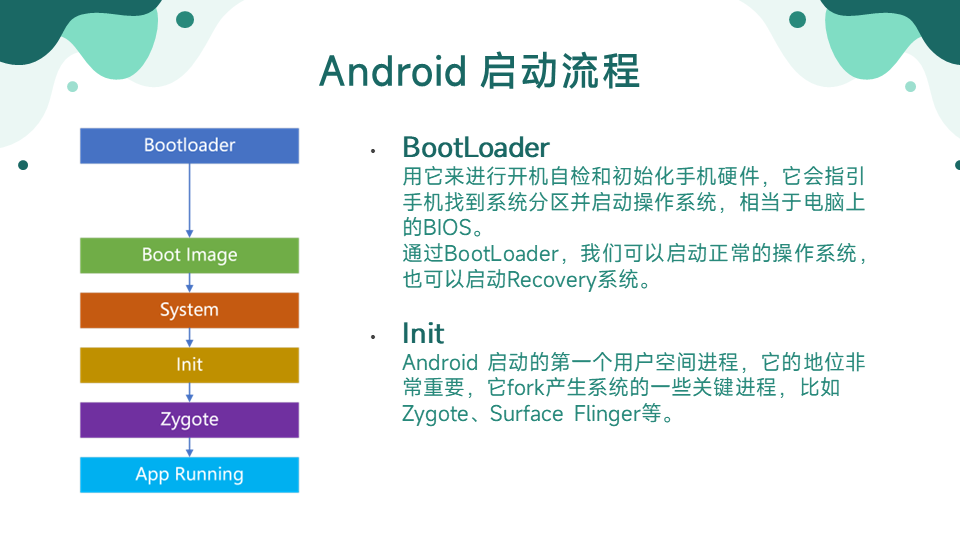 Android 启动流程
Bootloader
Boot Image
System
Init
Zygote
App Running
• BootLoader
用它来进行开机自检和初始化手机硬件，它会指引
手机找到系统分区并启动操作系统，相当于电脑上
的BIOS。
通过BootLoader，我们可以启动正常的操作系统，
也可以启动Recovery系统。
• Init
Android 启动的第一个用户空间进程，它的地位非
常重要，它fork产生系统的一些关键进程，比如
Zygote、Surface Flinger等。